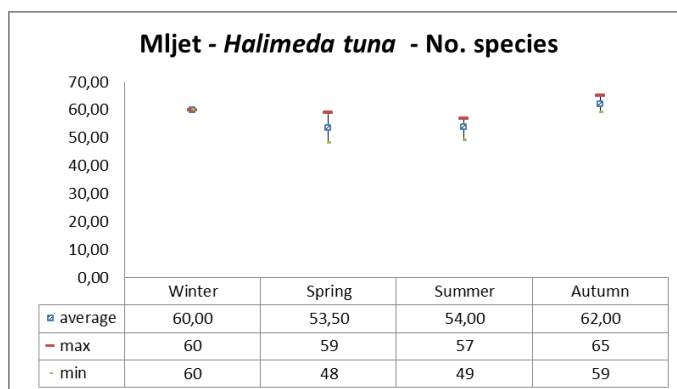 Mljet - Halimeda tuna - No. species
70,00
60,00
50,00
40,00
30,00
20,00
10,00
0,00
Winter Spring Summer Autumn
average 60,00 53,50 54,00 62,00
max 60 59 57 65
min 60 48 49 59